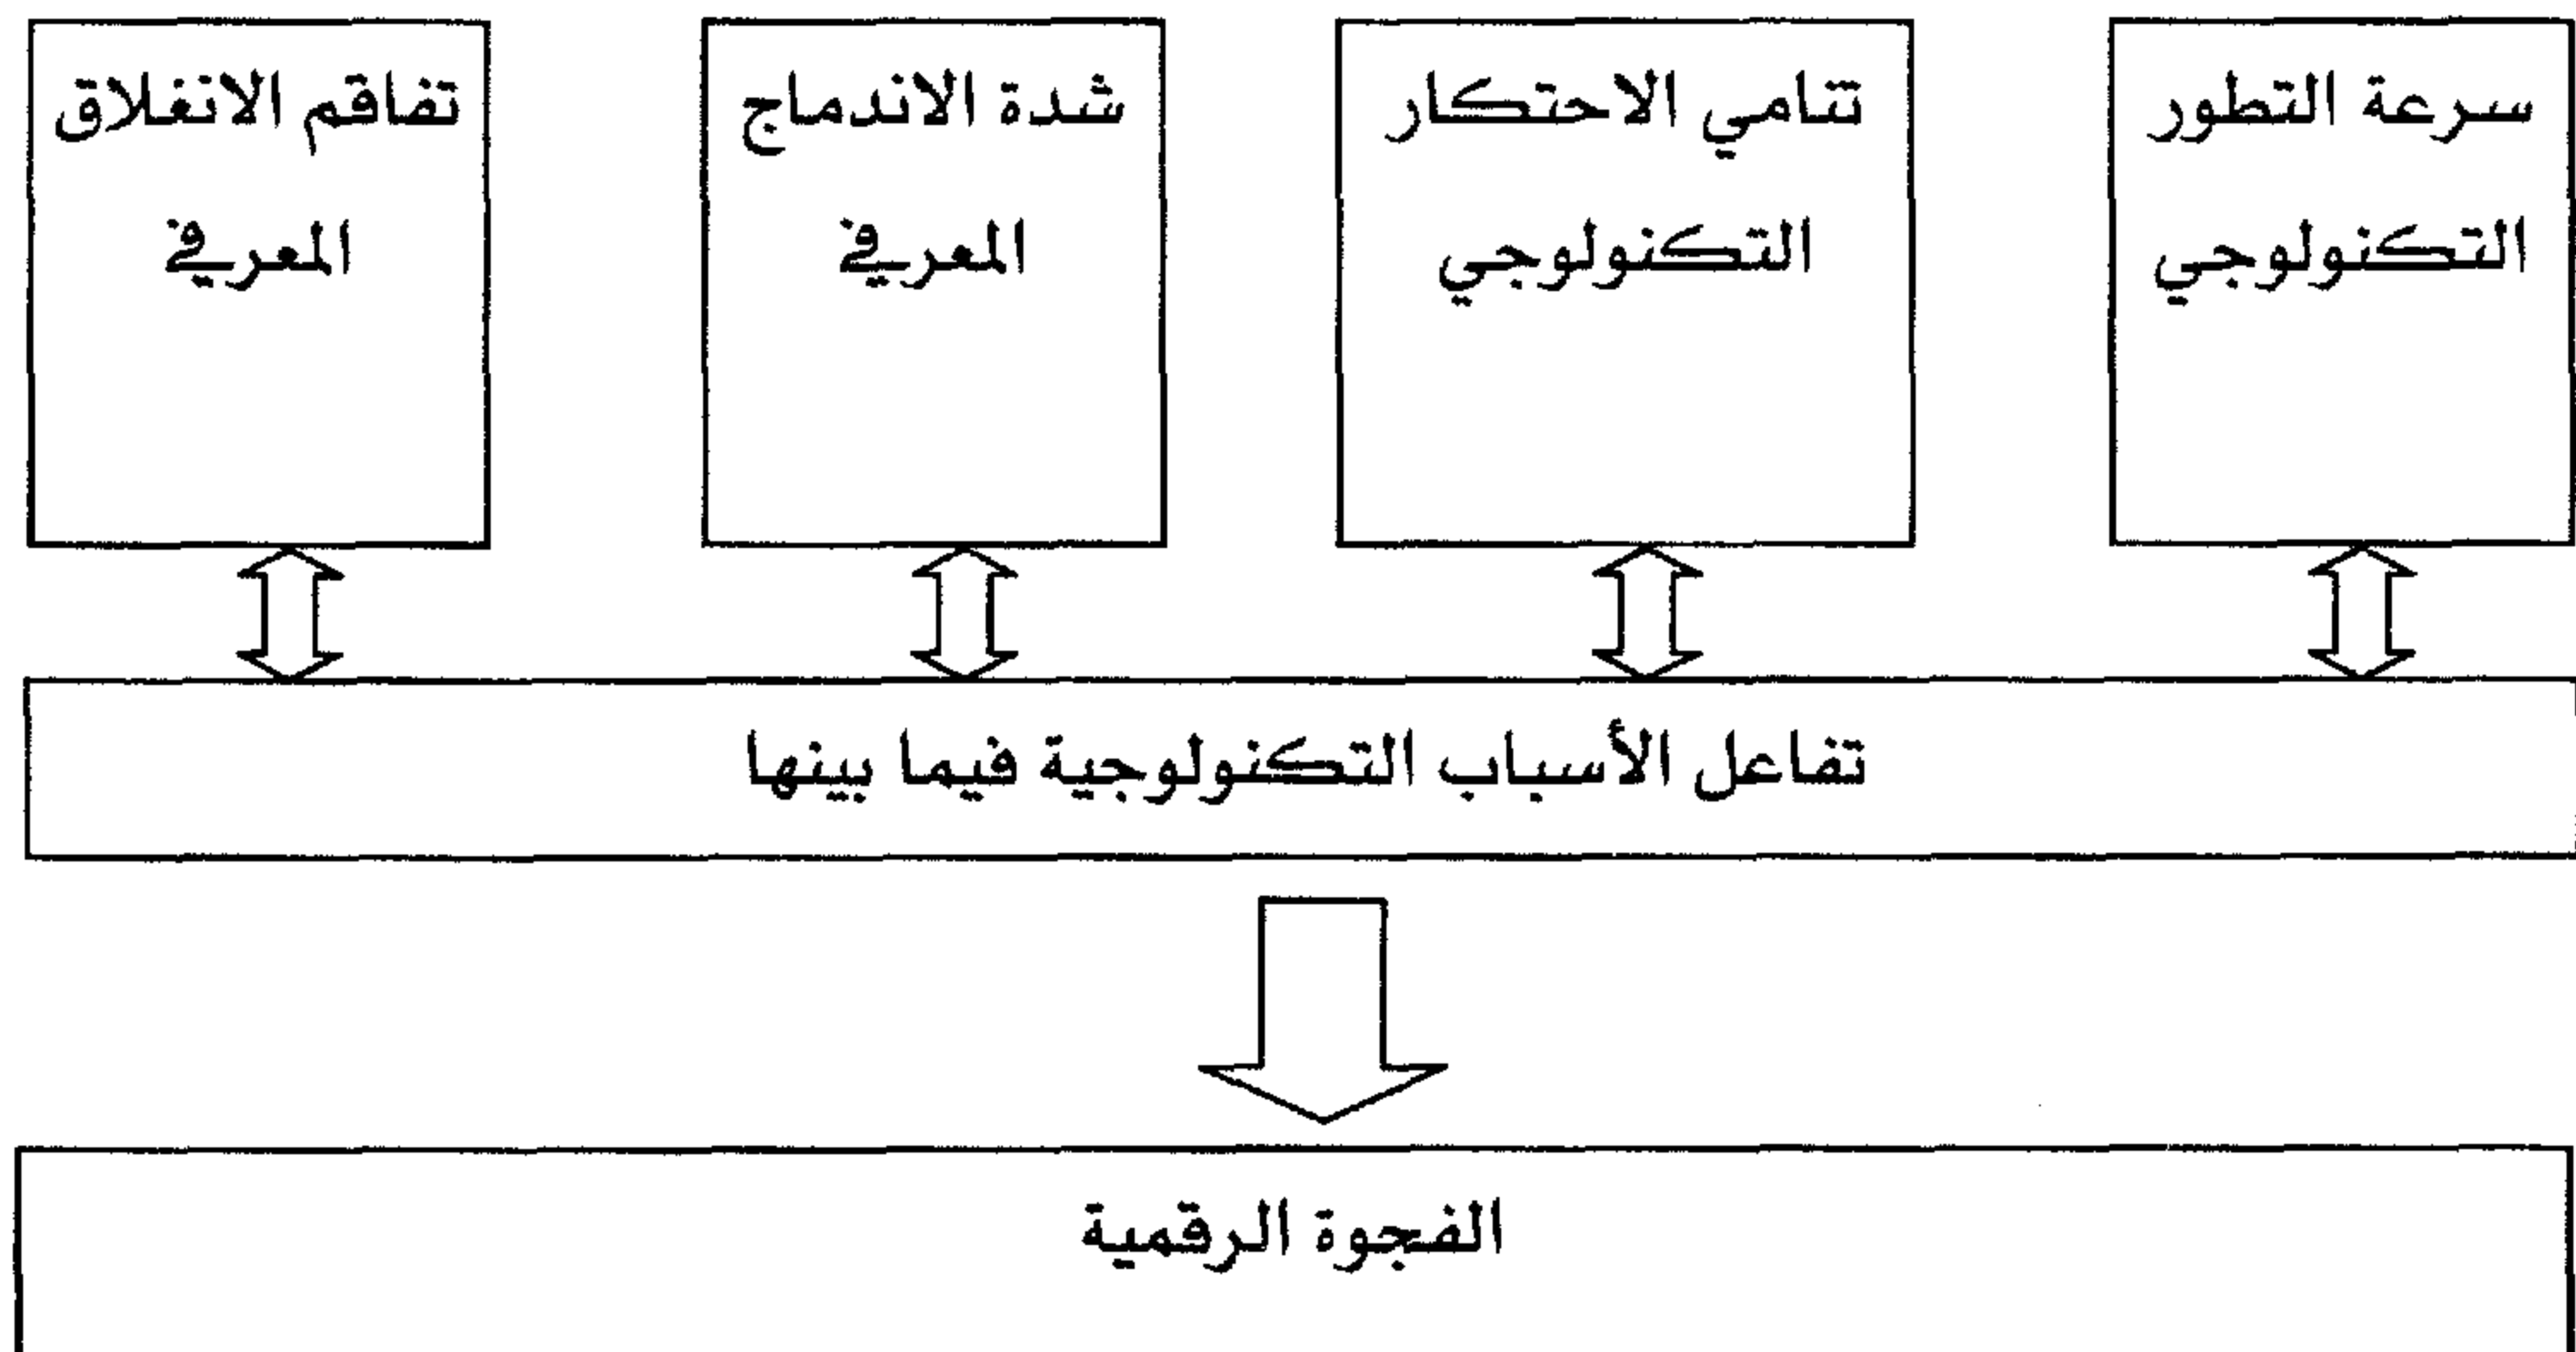 سرعة التطور
التكنولوجي
تنامي الاحتكار
التكنولوجي
شدة الاندماج
المعرفي
تفاقم الانغلاق
المعرفي
تفاعل الأسباب التكنولوجية فيما بينها
الفجوة الرقمية